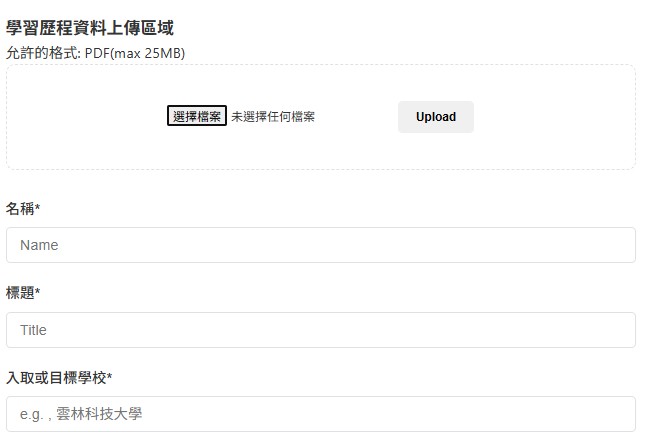 學習歷程資料上傳區域
允許的格式: PDF(max 25MB)
選擇檔案 未選擇任何檔案 Upload
名稱*
Name
標題*
Title
入取或目標學校*
e.g. , 雲林科技大學